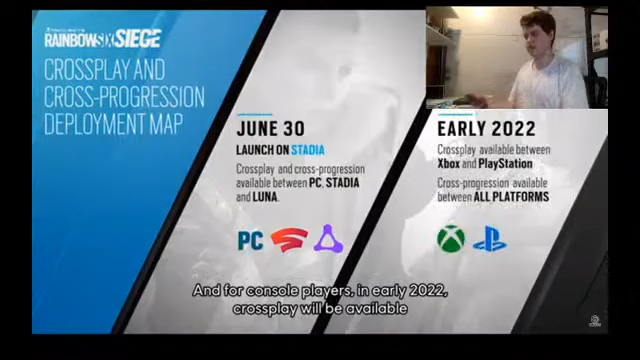 RAINBOWSIX SIEGE
CROSSPLAY AND
CROSS-PROGRESSION
DEPLOYMENT MAP
JUNE 30
LAUNCH ON STADIA
Crossplay and cross-progression
available between PC, STADIA
and LUNA.
PC
EARLY 2022
Crossplay available between
Xbox and PlayStation
Cross-progression available
between ALL PLATFORMS
And for console players, in early 2022,
crossplay will be available